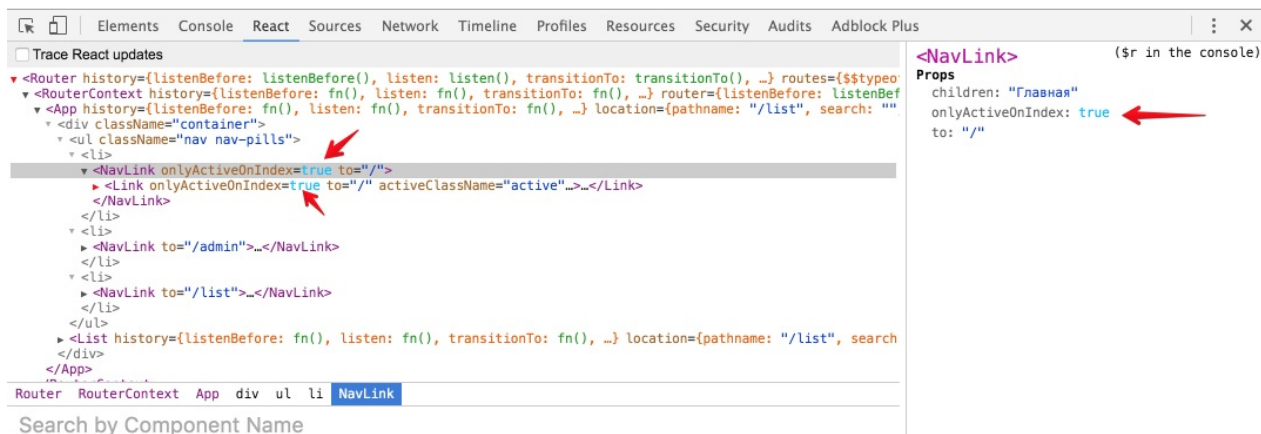 Elements Console React Sources Network Timeline Profiles Resources Security Audits Adblock Plus
Trace React updates
<Router history={listenBefore: listenBefore(), listen: listen(), transitionTo: transitionTo(), …} routes={$$typeo
<RouterContext history={listenBefore: fn(), listen: fn(), transitionTo: fn(), …} router={listenBefore: listenBef
<App history={listenBefore: fn(), listen: fn(), transitionTo: fn(), …} location={pathname: "/list", search: ""
<div className="container">
<ul className="nav nav-pills">
<li>
<NavLink onlyActiveOnIndex=true to="/">
<Link onlyActiveOnIndex=true to="/" activeClassName="active"…>…</Link>
</NavLink>
</li>
<li>
<NavLink to="/admin">…</NavLink>
</li>
<li>
<NavLink to="/list">…</NavLink>
</li>
</ul>
<List history={listenBefore: fn(), listen: fn(), transitionTo: fn(), …} location={pathname: "/list", search
</div>
</App>
Router RouterContext App div ul li NavLink
Search by Component Name
<NavLink> ($r in the console)
Props
children: "Главная"
onlyActiveOnIndex: true
to: "/"